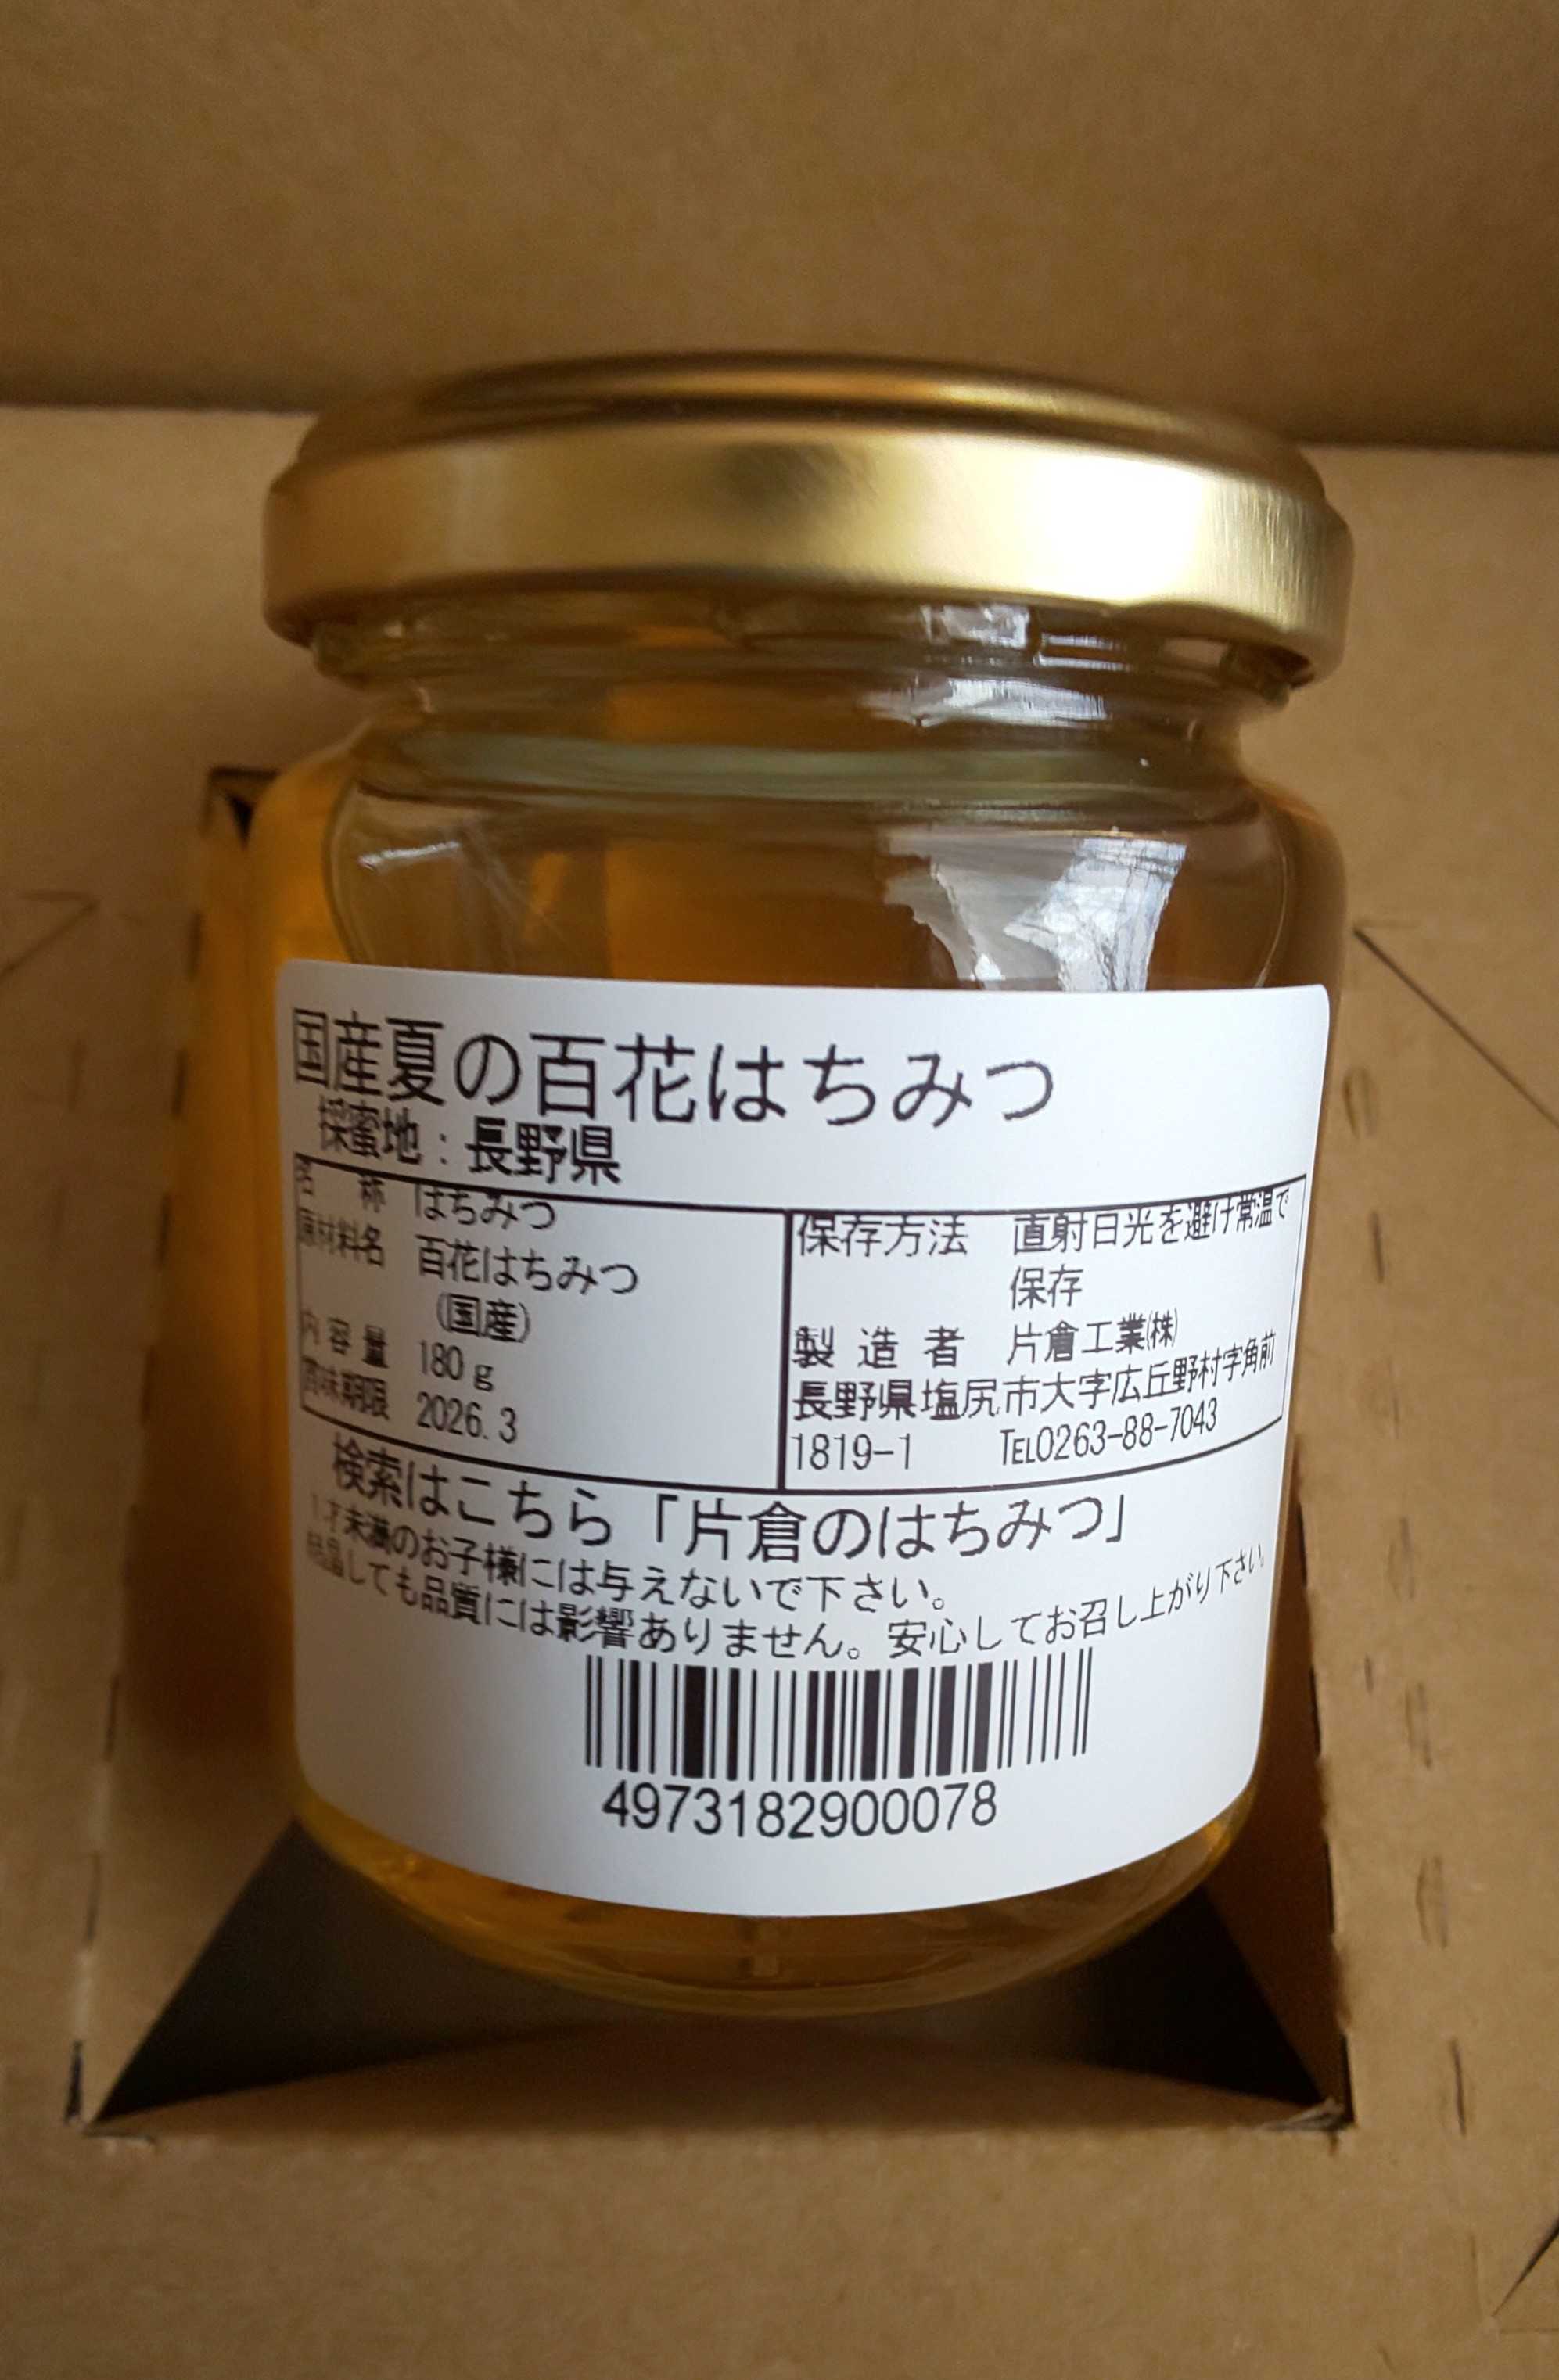 国産夏の百花はちみつ
採蜜地：長野県
名　称　はちみつ
原材料名　百花はちみつ
（国産）
内容量　180ｇ
賞味期限　2026.3
保存方法　直射日光を避け常温で
保存
製造者　片倉工業㈱
長野県塩尻市大字広丘野村字角前
1819-1　TEL0263-88-7043
検索はこちら「片倉のはちみつ」
1才未満のお子様には与えないで下さい。
結晶しても品質には影響ありません。安心してお召し上がり下さい。
4973182900078